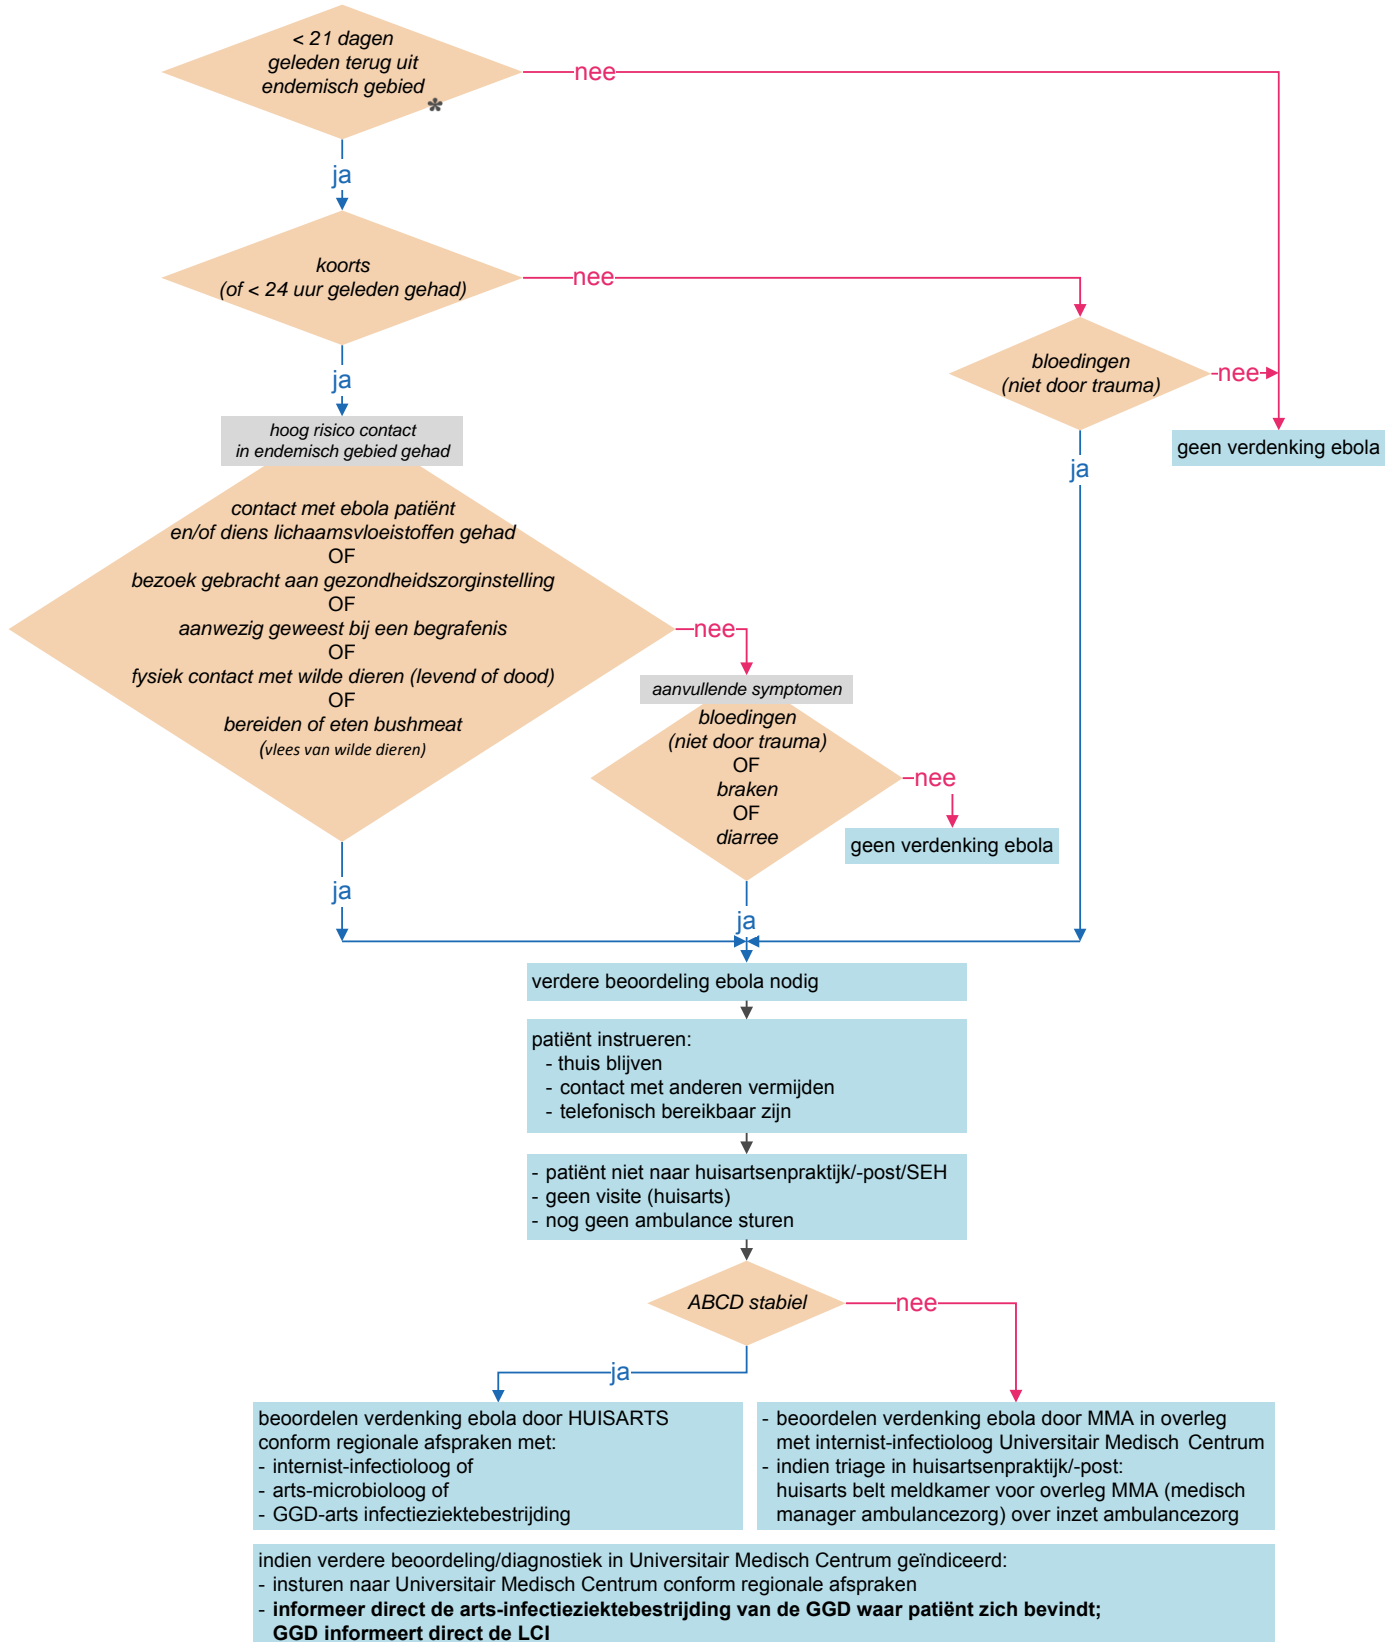 < 21 dagen
geleden terug uit
endemisch gebied
*
nee
ja
koorts
(of < 24 uur geleden gehad)
nee
bloedingen
(niet door trauma)
nee
ja
geen verdenking ebola
ja
hoog risico contact
in endemisch gebied gehad
contact met ebola patiënt
en/of diens lichaamsvloeistoffen gehad
OF
bezoek gebracht aan gezondheidszorginstelling
OF
aanwezig geweest bij een begrafenis
OF
fysiek contact met wilde dieren (levend of dood)
OF
bereiden of eten bushmeat
(vlees van wilde dieren)
nee
aanvullende symptomen
bloedingen
(niet door trauma)
OF
braken
OF
diarree
nee
geen verdenking ebola
ja
ja
verdere beoordeling ebola nodig
patiënt instrueren:
- thuis blijven
- contact met anderen vermijden
- telefonisch bereikbaar zijn
- patiënt niet naar huisartsenpraktijk/-post/SEH
- geen visite (huisarts)
- nog geen ambulance sturen
ABCD stabiel
nee
ja
beoordelen verdenking ebola door HUISARTS
conform regionale afspraken met:
- internist-infectioloog of
- arts-microbioloog of
- GGD-arts infectieziektebestrijding
- beoordelen verdenking ebola door MMA in overleg
met internist-infectioloog Universitair Medisch Centrum
- indien triage in huisartsenpraktijk/-post:
huisarts belt meldkamer voor overleg MMA (medisch
manager ambulancezorg) over inzet ambulancezorg
indien verdere beoordeling/diagnostiek in Universitair Medisch Centrum geïndiceerd:
- insturen naar Universitair Medisch Centrum conform regionale afspraken
- informeer direct de arts-infectieziektebestrijding van de GGD waar patiënt zich bevindt;
GGD informeert direct de LCI